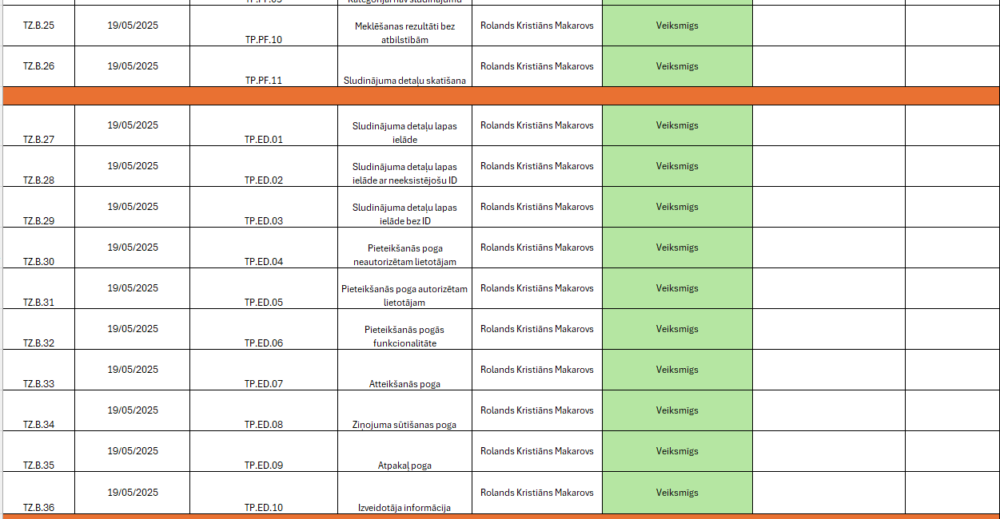 TZ.B.25 19/05/2025 TP.PF.10 Meklēšanas rezultāti bez atbilstībām Rolands Kristiāns Makarovs Veiksmīgs
TZ.B.26 19/05/2025 TP.PF.11 Sludinājuma detaļu skatīšana Rolands Kristiāns Makarovs Veiksmīgs
TZ.B.27 19/05/2025 TP.ED.01 Sludinājuma detaļu lapas ielāde Rolands Kristiāns Makarovs Veiksmīgs
TZ.B.28 19/05/2025 TP.ED.02 Sludinājuma detaļu lapas ielāde ar neeksistējošu ID Rolands Kristiāns Makarovs Veiksmīgs
TZ.B.29 19/05/2025 TP.ED.03 Sludinājuma detaļu lapas ielāde bez ID Rolands Kristiāns Makarovs Veiksmīgs
TZ.B.30 19/05/2025 TP.ED.04 Pieteikšanās poga neautorizētam lietotājam Rolands Kristiāns Makarovs Veiksmīgs
TZ.B.31 19/05/2025 TP.ED.05 Pieteikšanās poga autorizētam lietotājam Rolands Kristiāns Makarovs Veiksmīgs
TZ.B.32 19/05/2025 TP.ED.06 Pieteikšanās pogās funkcionalitāte Rolands Kristiāns Makarovs Veiksmīgs
TZ.B.33 19/05/2025 TP.ED.07 Atteikšanās poga Rolands Kristiāns Makarovs Veiksmīgs
TZ.B.34 19/05/2025 TP.ED.08 Ziņojuma sūtīšanas poga Rolands Kristiāns Makarovs Veiksmīgs
TZ.B.35 19/05/2025 TP.ED.09 Atpakaļ poga Rolands Kristiāns Makarovs Veiksmīgs
TZ.B.36 19/05/2025 TP.ED.10 Izveidotāja informācija Rolands Kristiāns Makarovs Veiksmīgs